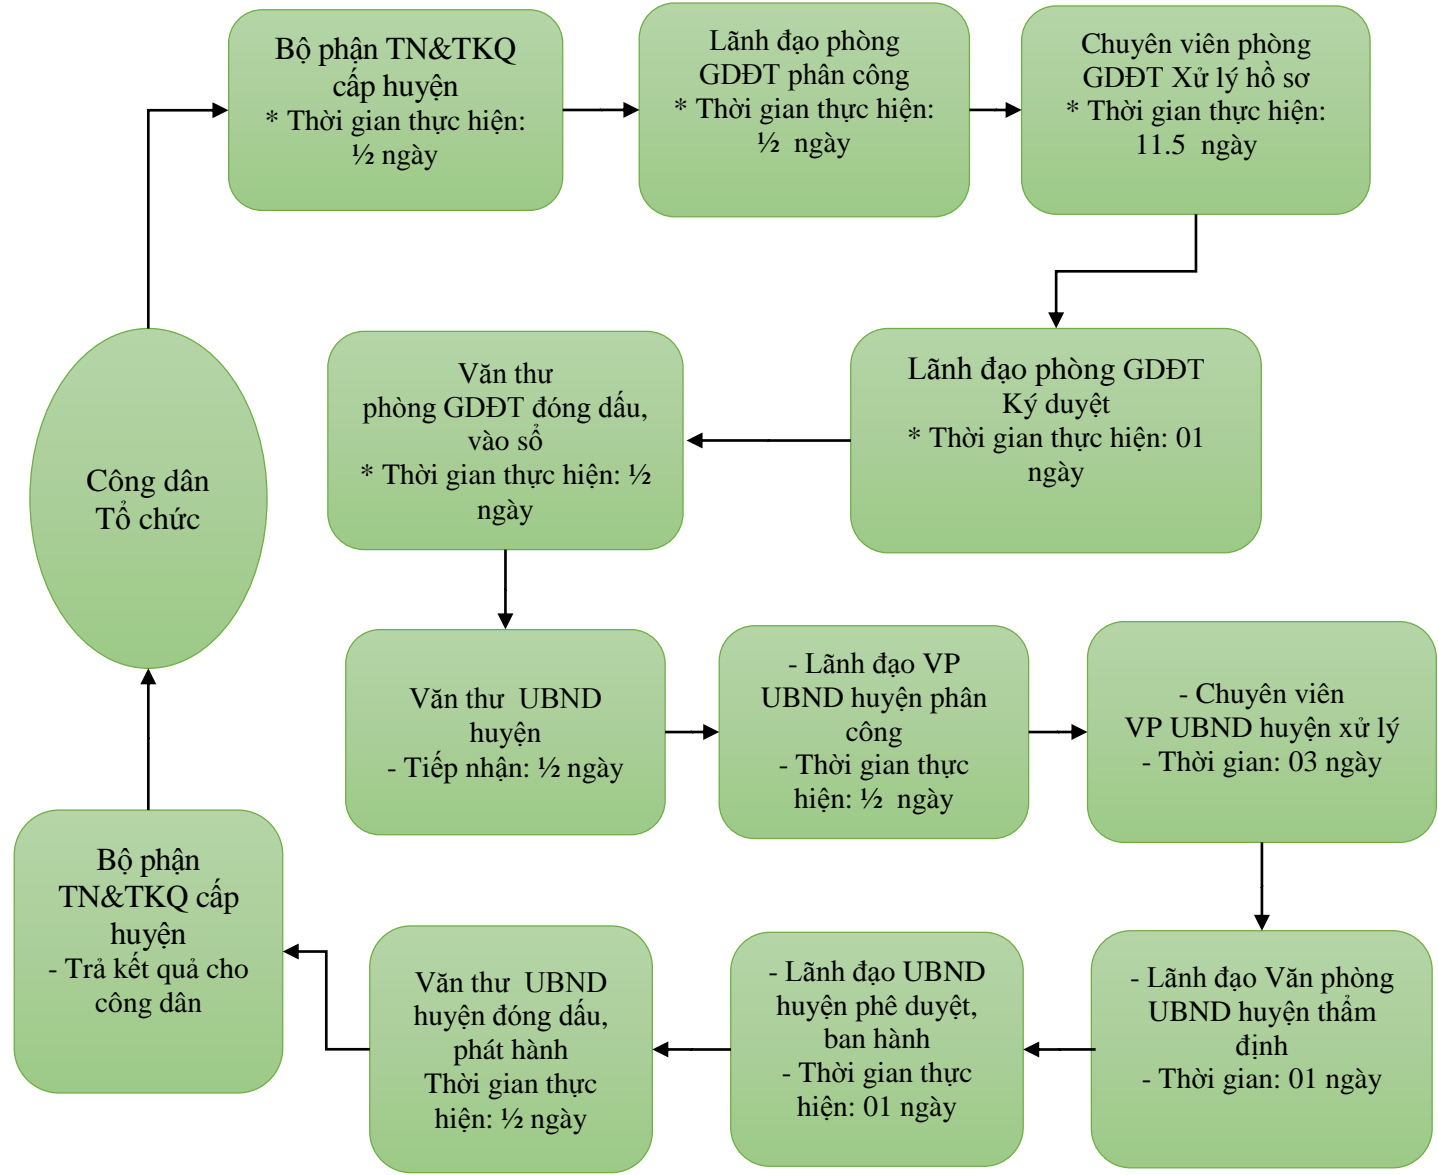 Bộ phận TN&TKQ
cấp huyện
* Thời gian thực hiện:
½ ngày
Lãnh đạo phòng
GDĐT phân công
* Thời gian thực hiện:
½ ngày
Chuyên viên phòng
GDĐT Xử lý hồ sơ
* Thời gian thực hiện:
11.5 ngày
Lãnh đạo phòng GDĐT
Ký duyệt
* Thời gian thực hiện: 01
ngày
Văn thư
phòng GDĐT đóng dấu,
vào sổ
* Thời gian thực hiện: ½
ngày
Công dân
Tổ chức
Văn thư UBND
huyện
- Tiếp nhận: ½ ngày
- Lãnh đạo VP
UBND huyện phân
công
- Thời gian thực
hiện: ½ ngày
- Chuyên viên
VP UBND huyện xử lý
- Thời gian: 03 ngày
- Lãnh đạo Văn phòng
UBND huyện thẩm
định
- Thời gian: 01 ngày
- Lãnh đạo UBND
huyện phê duyệt,
ban hành
- Thời gian thực
hiện: 01 ngày
Văn thư UBND
huyện đóng dấu,
phát hành
Thời gian thực
hiện: ½ ngày
Bộ phận
TN&TKQ cấp
huyện
- Trả kết quả cho
công dân